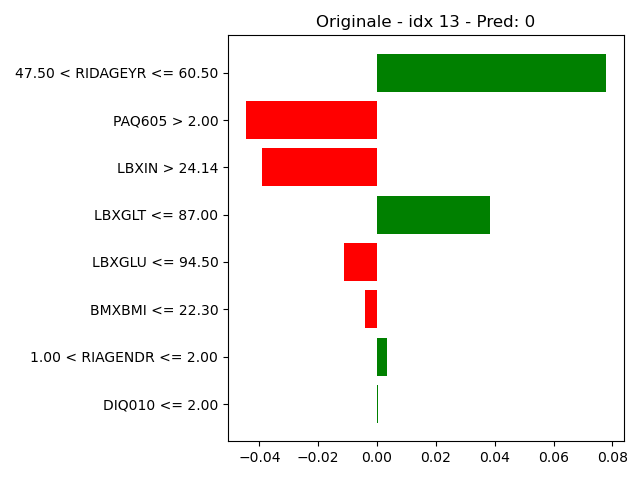 Originale - idx 13 - Pred: 0
47.50 < RIDAGEYR <= 60.50
PAQ605 > 2.00
LBXIN > 24.14
LBXGLT <= 87.00
LBXGLU <= 94.50
BMXBMI <= 22.30
1.00 < RIAGENDR <= 2.00
DIQ010 <= 2.00
−0.04 −0.02 0.00 0.02 0.04 0.06 0.08